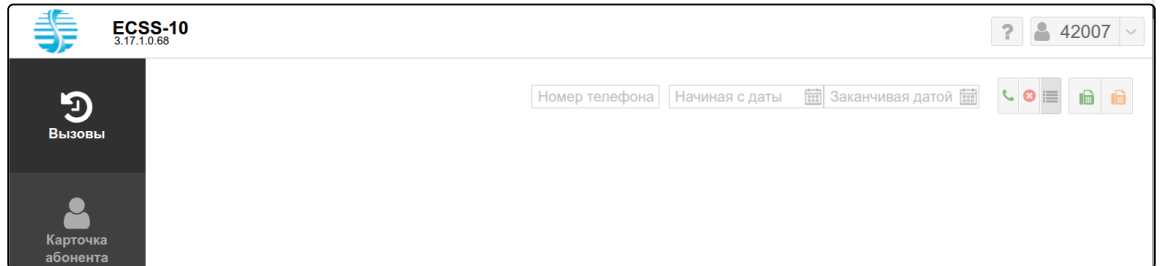 ECSS-10
3.17.1.0.68
? 42007
Номер телефона Начиная с даты Заканчивая датой
Вызовы
Карточка
абонента